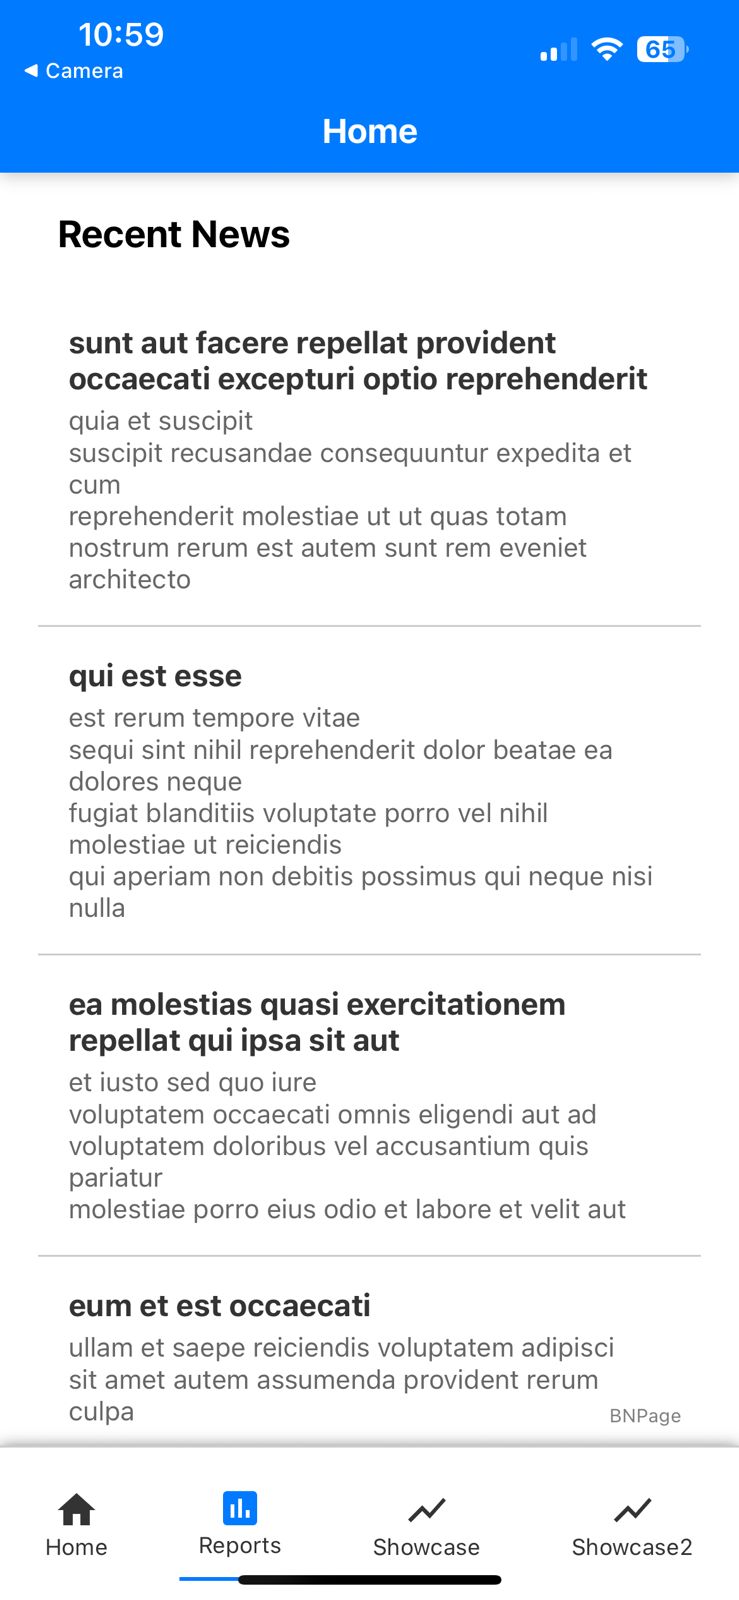 10:59
65
◀ Camera
Home
Recent News
sunt aut facere repellat provident
occaecati excepturi optio reprehenderit
quia et suscipit
suscipit recusandae consequuntur expedita et
cum
reprehenderit molestiae ut ut quas totam
nostrum rerum est autem sunt rem eveniet
architecto
qui est esse
est rerum tempore vitae
sequi sint nihil reprehenderit dolor beatae ea
dolores neque
fugiat blanditiis voluptate porro vel nihil
molestiae ut reiciendis
qui aperiam non debitis possimus qui neque nisi
nulla
ea molestias quasi exercitationem
repellat qui ipsa sit aut
et iusto sed quo iure
voluptatem occaecati omnis eligendi aut ad
voluptatem doloribus vel accusantium quis
pariatur
molestiae porro eius odio et labore et velit aut
eum et est occaecati
ullam et saepe reiciendis voluptatem adipisci
sit amet autem assumenda provident rerum
culpa
BNPage
Home
Reports
Showcase
Showcase2